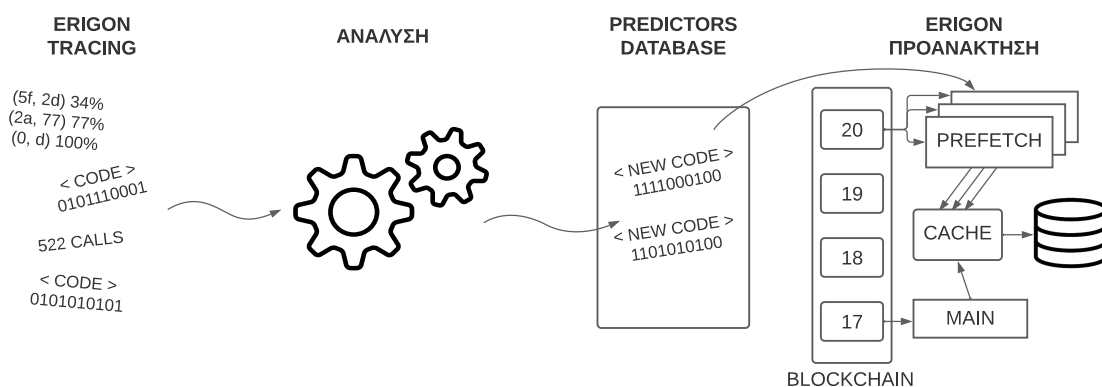 ERIGON
TRACING
(5f, 2d) 34%
(2a, 77) 77%
(0, d) 100%
< CODE >
0101110001
522 CALLS
< CODE >
0101010101
ΑΝΑΛΥΣΗ
PREDICTORS
DATABASE
< NEW CODE >
1111000100
< NEW CODE >
1101010100
ERIGON
ΠΡΟΑΝΑΚΤΗΣΗ
20
19
18
17
BLOCKCHAIN
PREFETCH
CACHE
MAIN